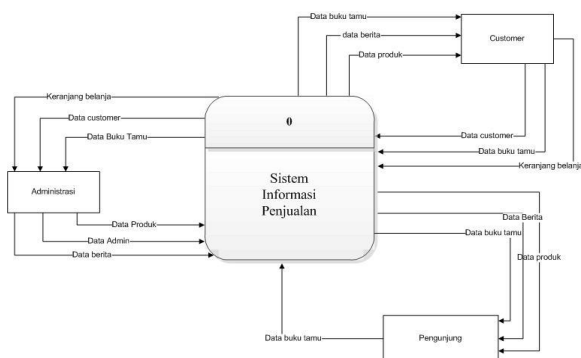 Data buku tamu
data berita
Data produk
Customer
Keranjang belanja
Data customer
Data Buku Tamu
0
Data customer
Data buku tamu
Keranjang belanja
Sistem
Informasi
Penjualan
Administrasi
Data Produk
Data Admin
Data berita
Data Berita
Data buku tamu
Data produk
Data buku tamu
Pengunjung